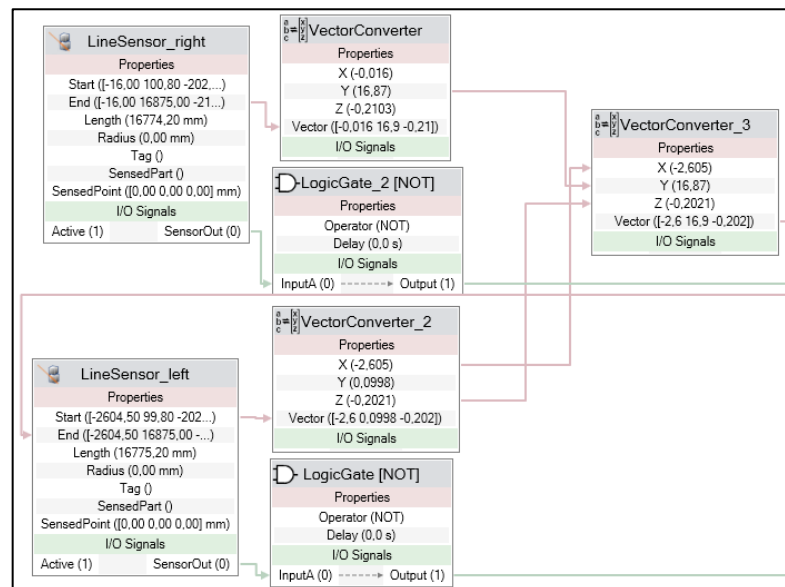 LineSensor_right
Properties
Start ([-16,00 100,80 -202,...)
End ([-16,00 16875,00 -21...)
Length (16774,20 mm)
Radius (0,00 mm)
Tag ()
SensedPart ()
SensedPoint ([0,00 0,00 0,00] mm)
I/O Signals
Active (1) SensorOut (0)
a b c ≠ x y z VectorConverter
Properties
X (-0,016)
Y (16,87)
Z (-0,2103)
Vector ([-0,016 16,9 -0,21])
I/O Signals
LogicGate_2 [NOT]
Properties
Operator (NOT)
Delay (0,0 s)
I/O Signals
InputA (0) Output (1)
a b c ≠ x y z VectorConverter_3
Properties
X (-2,605)
Y (16,87)
Z (-0,2021)
Vector ([-2,6 16,9 -0,202])
I/O Signals
a b c ≠ x y z VectorConverter_2
Properties
X (-2,605)
Y (0,0998)
Z (-0,2021)
Vector ([-2,6 0,0998 -0,202])
I/O Signals
LineSensor_left
Properties
Start ([-2604,50 99,80 -202...)
End ([-2604,50 16875,00 -...)
Length (16775,20 mm)
Radius (0,00 mm)
Tag ()
SensedPart ()
SensedPoint ([0,00 0,00 0,00] mm)
I/O Signals
Active (1) SensorOut (0)
LogicGate [NOT]
Properties
Operator (NOT)
Delay (0,0 s)
I/O Signals
InputA (0) Output (1)